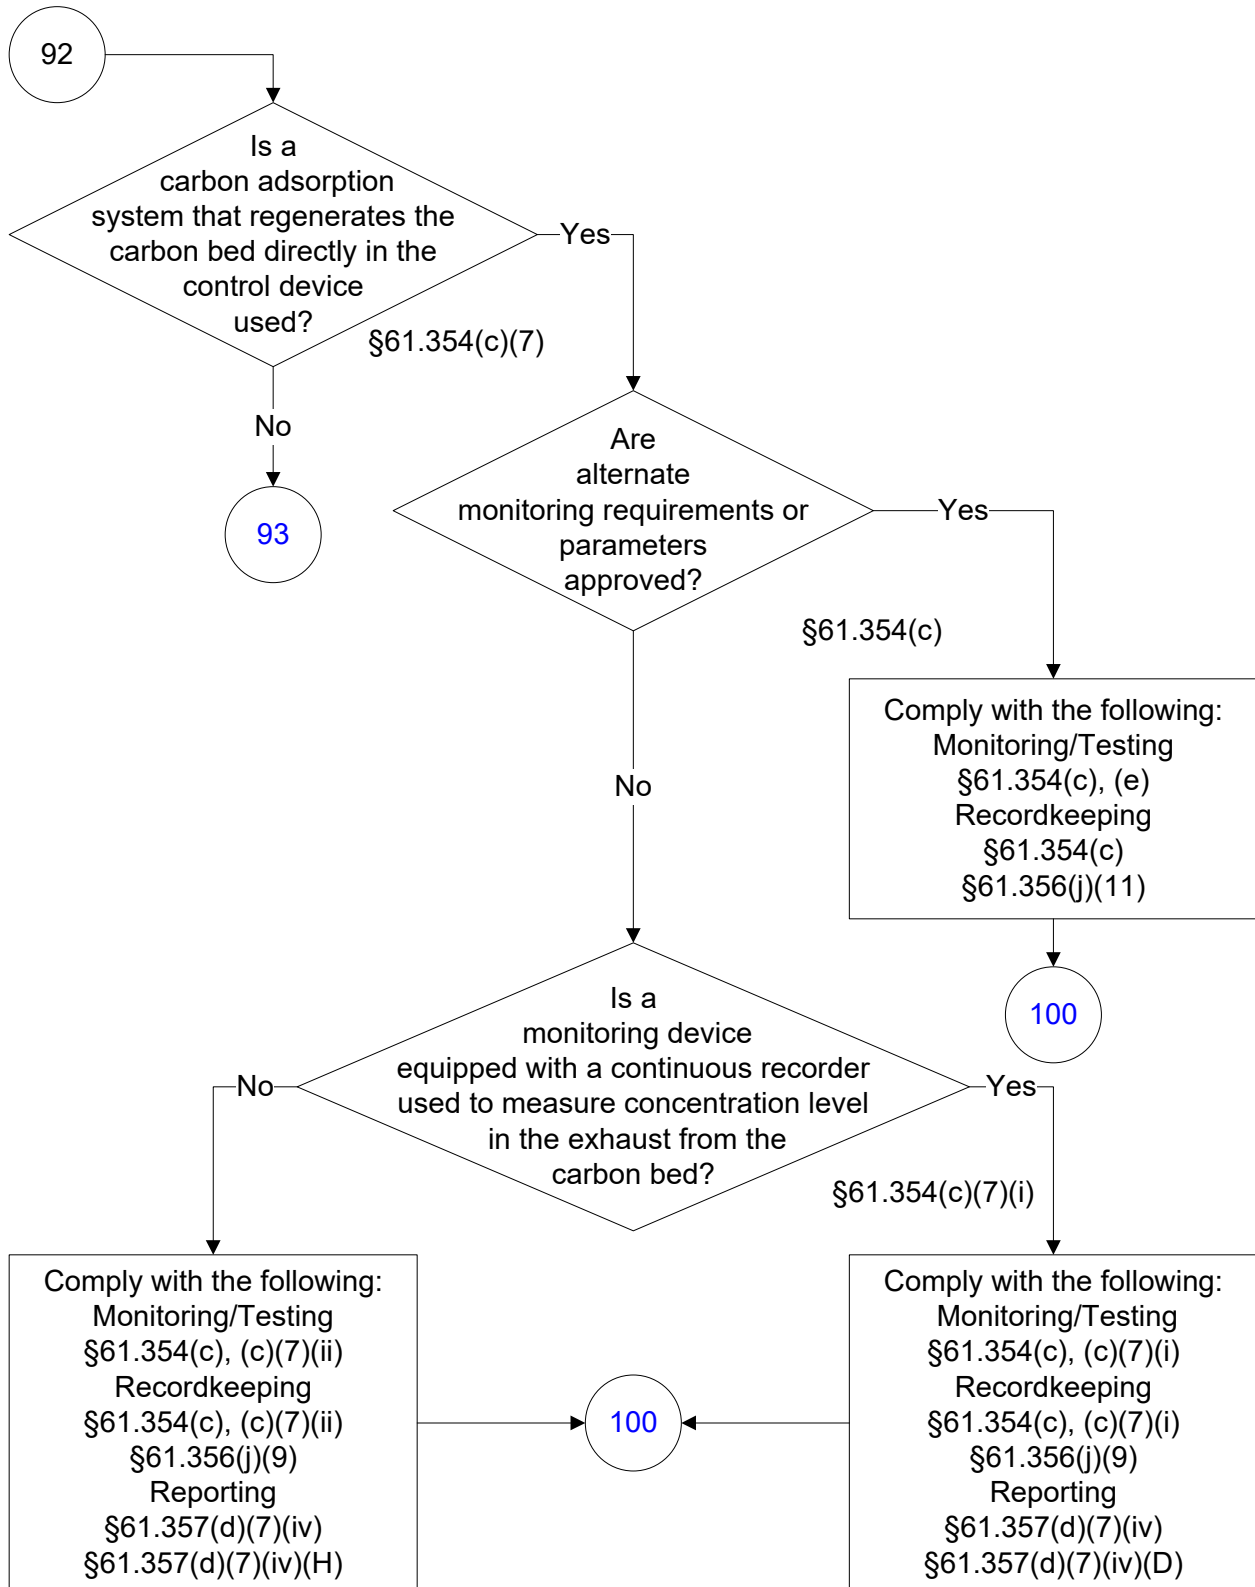 92
Is a
carbon adsorption
system that regenerates the
carbon bed directly in the
control device
used?
Yes
§61.354(c)(7)
No
93
Are
alternate
monitoring requirements or
parameters
approved?
Yes
§61.354(c)
No
Comply with the following:
Monitoring/Testing
§61.354(c), (e)
Recordkeeping
§61.354(c)
§61.356(j)(11)
100
Is a
monitoring device
equipped with a continuous recorder
used to measure concentration level
in the exhaust from the
carbon bed?
No
Yes
§61.354(c)(7)(i)
Comply with the following:
Monitoring/Testing
§61.354(c), (c)(7)(ii)
Recordkeeping
§61.354(c), (c)(7)(ii)
§61.356(j)(9)
Reporting
§61.357(d)(7)(iv)
§61.357(d)(7)(iv)(H)
100
Comply with the following:
Monitoring/Testing
§61.354(c), (c)(7)(i)
Recordkeeping
§61.354(c), (c)(7)(i)
§61.356(j)(9)
Reporting
§61.357(d)(7)(iv)
§61.357(d)(7)(iv)(D)